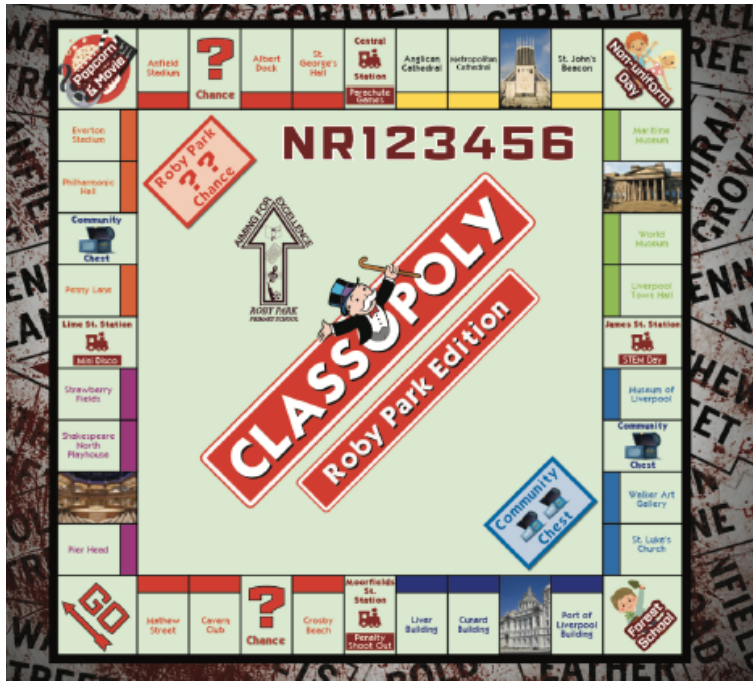 Popcorn
& Movie
Anfield
Stadium
Chance
Albert
Dock
St.
George's
Hall
Central
Station
Parachute
Games
Anglican
Cathedral
Metropolitan
Cathedral
St. John's
Beacon
Non-uniform
Day
Everton
Stadium
Philharmonic
Hall
Community
Chest
Penny Lane
Lime St. Station
Mini Disco
Strawberry
Fields
Shakespeare
North
Playhouse
Pier Head
Roby Park
? ?
Chance
NR123456
AIMING FOR
EXCELLENCE
ROBY PARK
PRIMARY SCHOOL
CLASSOPOLY
Roby Park Edition
Community
Chest
Maritime
Museum
World
Museum
Liverpool
Town Hall
James St. Station
STEM Day
Museum of
Liverpool
Community
Chest
Walker Art
Gallery
St. Luke's
Church
GO
Mathew
Street
Cavern
Club
?
Chance
Crosby
Beach
Moorfields
St.
Station
Penalty
Shoot Out
Liver
Building
Cunard
Building
Port of
Liverpool
Building
Forest
School